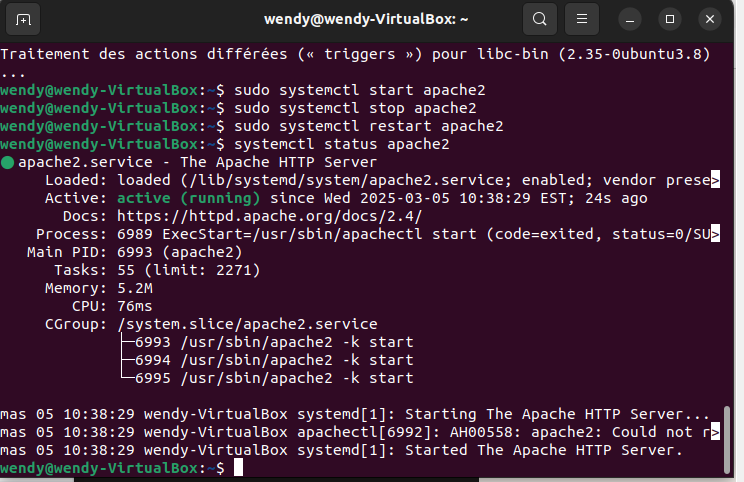 wendy@wendy-VirtualBox: ~
Traitement des actions différées (« triggers ») pour libc-bin (2.35-0ubuntu3.8)
...
wendy@wendy-VirtualBox:~$ sudo systemctl start apache2
wendy@wendy-VirtualBox:~$ sudo systemctl stop apache2
wendy@wendy-VirtualBox:~$ sudo systemctl restart apache2
wendy@wendy-VirtualBox:~$ systemctl status apache2
● apache2.service - The Apache HTTP Server
     Loaded: loaded (/lib/systemd/system/apache2.service; enabled; vendor prese>
     Active: active (running) since Wed 2025-03-05 10:38:29 EST; 24s ago
       Docs: https://httpd.apache.org/docs/2.4/
    Process: 6989 ExecStart=/usr/sbin/apachectl start (code=exited, status=0/SU>
   Main PID: 6993 (apache2)
      Tasks: 55 (limit: 2271)
     Memory: 5.2M
        CPU: 76ms
     CGroup: /system.slice/apache2.service
             ├─6993 /usr/sbin/apache2 -k start
             ├─6994 /usr/sbin/apache2 -k start
             └─6995 /usr/sbin/apache2 -k start
mas 05 10:38:29 wendy-VirtualBox systemd[1]: Starting The Apache HTTP Server...
mas 05 10:38:29 wendy-VirtualBox apachectl[6992]: AH00558: apache2: Could not r>
mas 05 10:38:29 wendy-VirtualBox systemd[1]: Started The Apache HTTP Server.
wendy@wendy-VirtualBox:~$